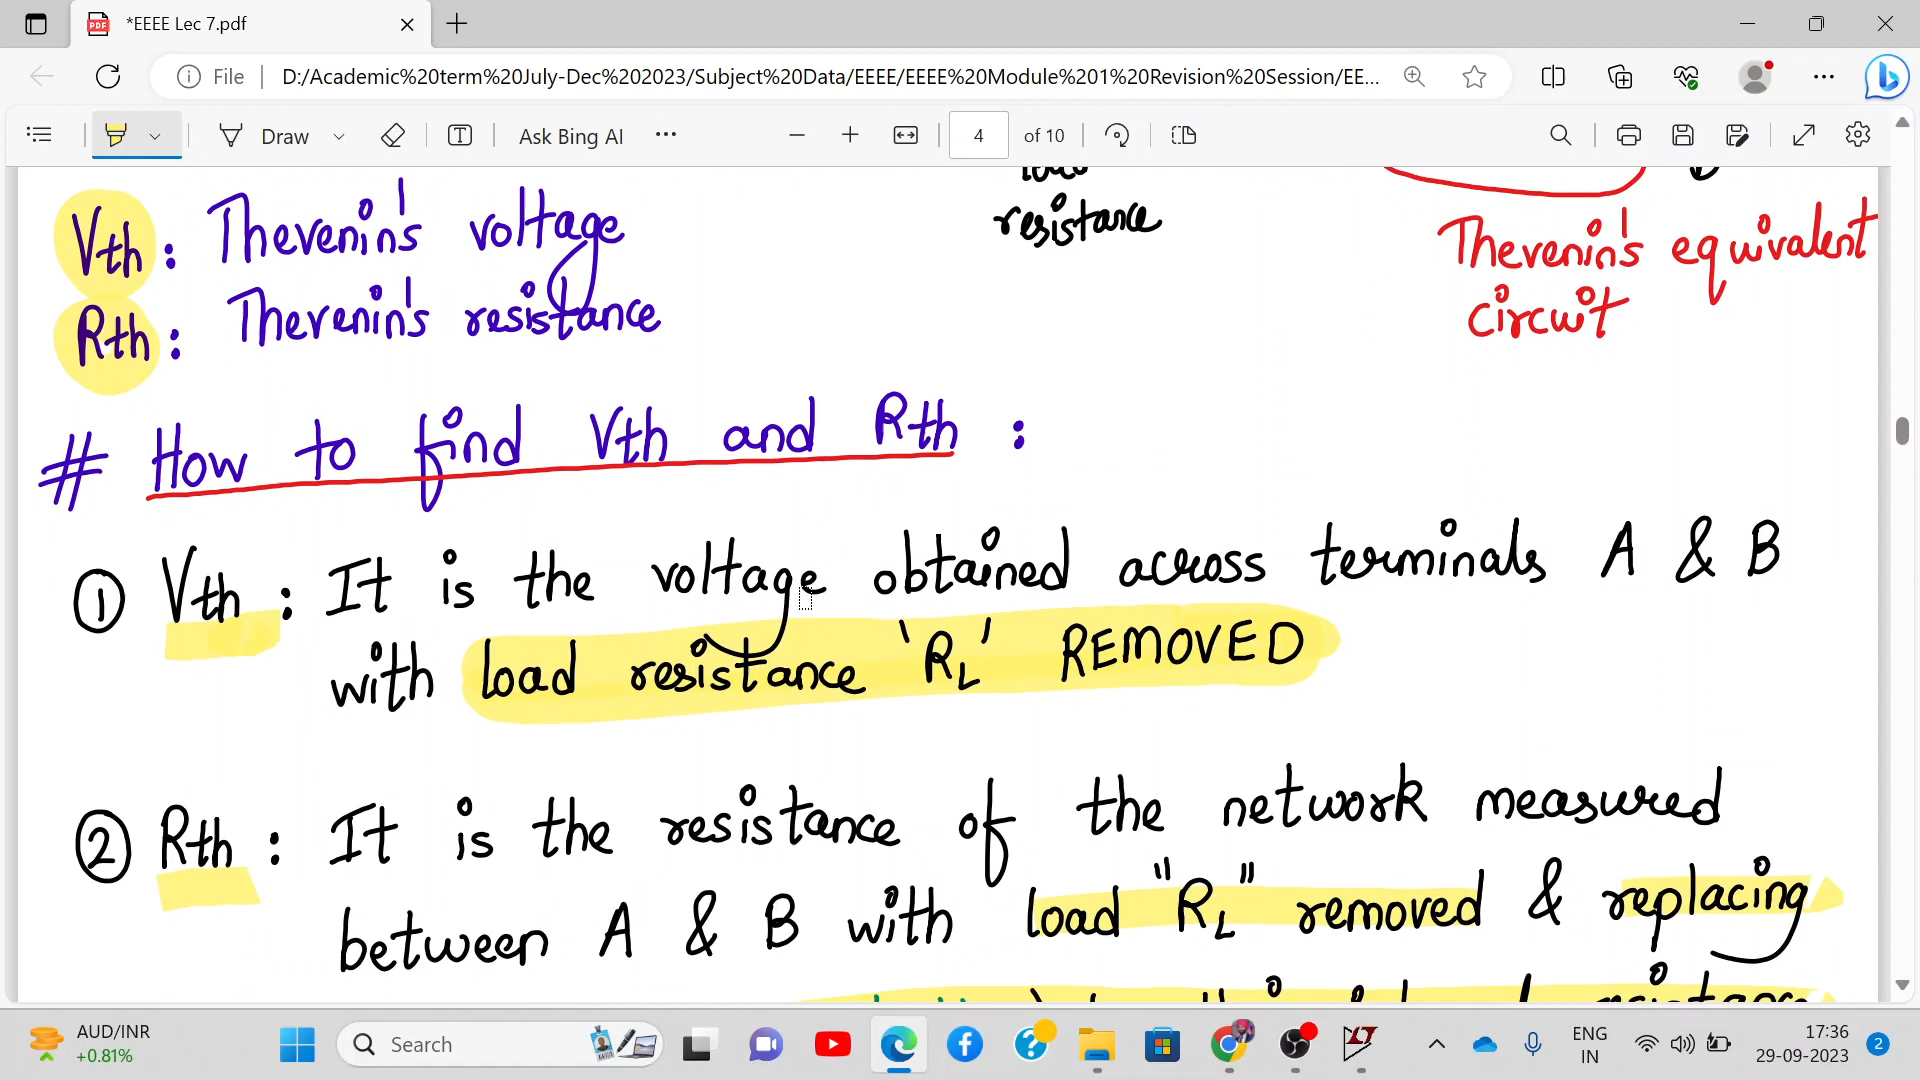 *EEEE Lec 7.pdf
File
D:/Academic%20term%20July-Dec%202023/Subject%20Data/EEEE/EEEE%20Module%201%20Revision%20Session/EE...
Draw
Ask Bing AI
4 of 10
resistance
Vth : Thevenin's voltage
Rth : Thevenin's resistance
Thevenin's equivalent
circuit
# How to find Vth and Rth :
① Vth : It is the voltage obtained across terminals A & B
with load resistance 'RL' REMOVED
② Rth : It is the resistance of the network measured
between A & B with load "RL" removed & replacing
AUD/INR
+0.81%
Search
ENG
IN
17:36
29-09-2023
2